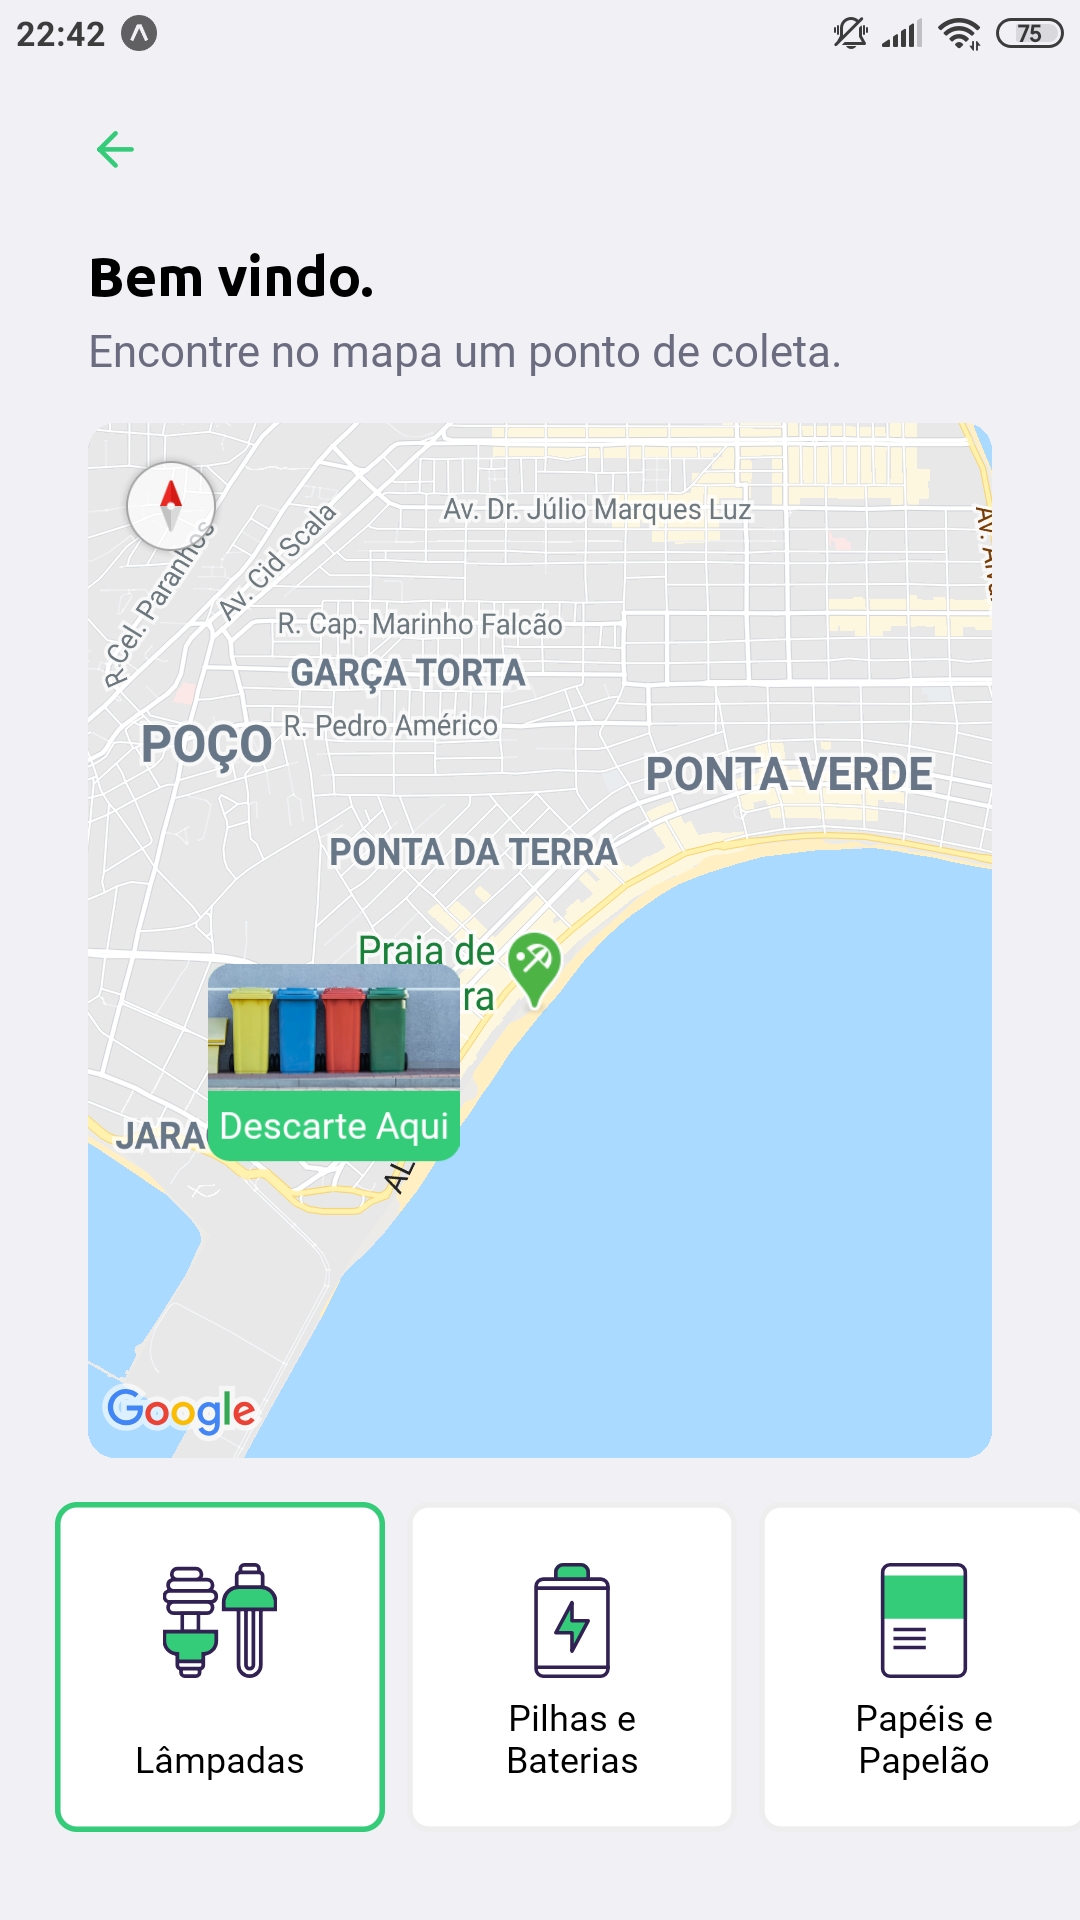 22:42
75
Bem vindo.
Encontre no mapa um ponto de coleta.
Av. Dr. Júlio Marques Luz
Av. Cid Scala
R. Cel. Paranhos
R. Cap. Marinho Falcão
GARÇA TORTA
R. Pedro Américo
POÇO
PONTA VERDE
PONTA DA TERRA
Praia de
ra
JARA
Descarte Aqui
AL
Google
Lâmpadas
Pilhas e
Baterias
Papéis e
Papelão